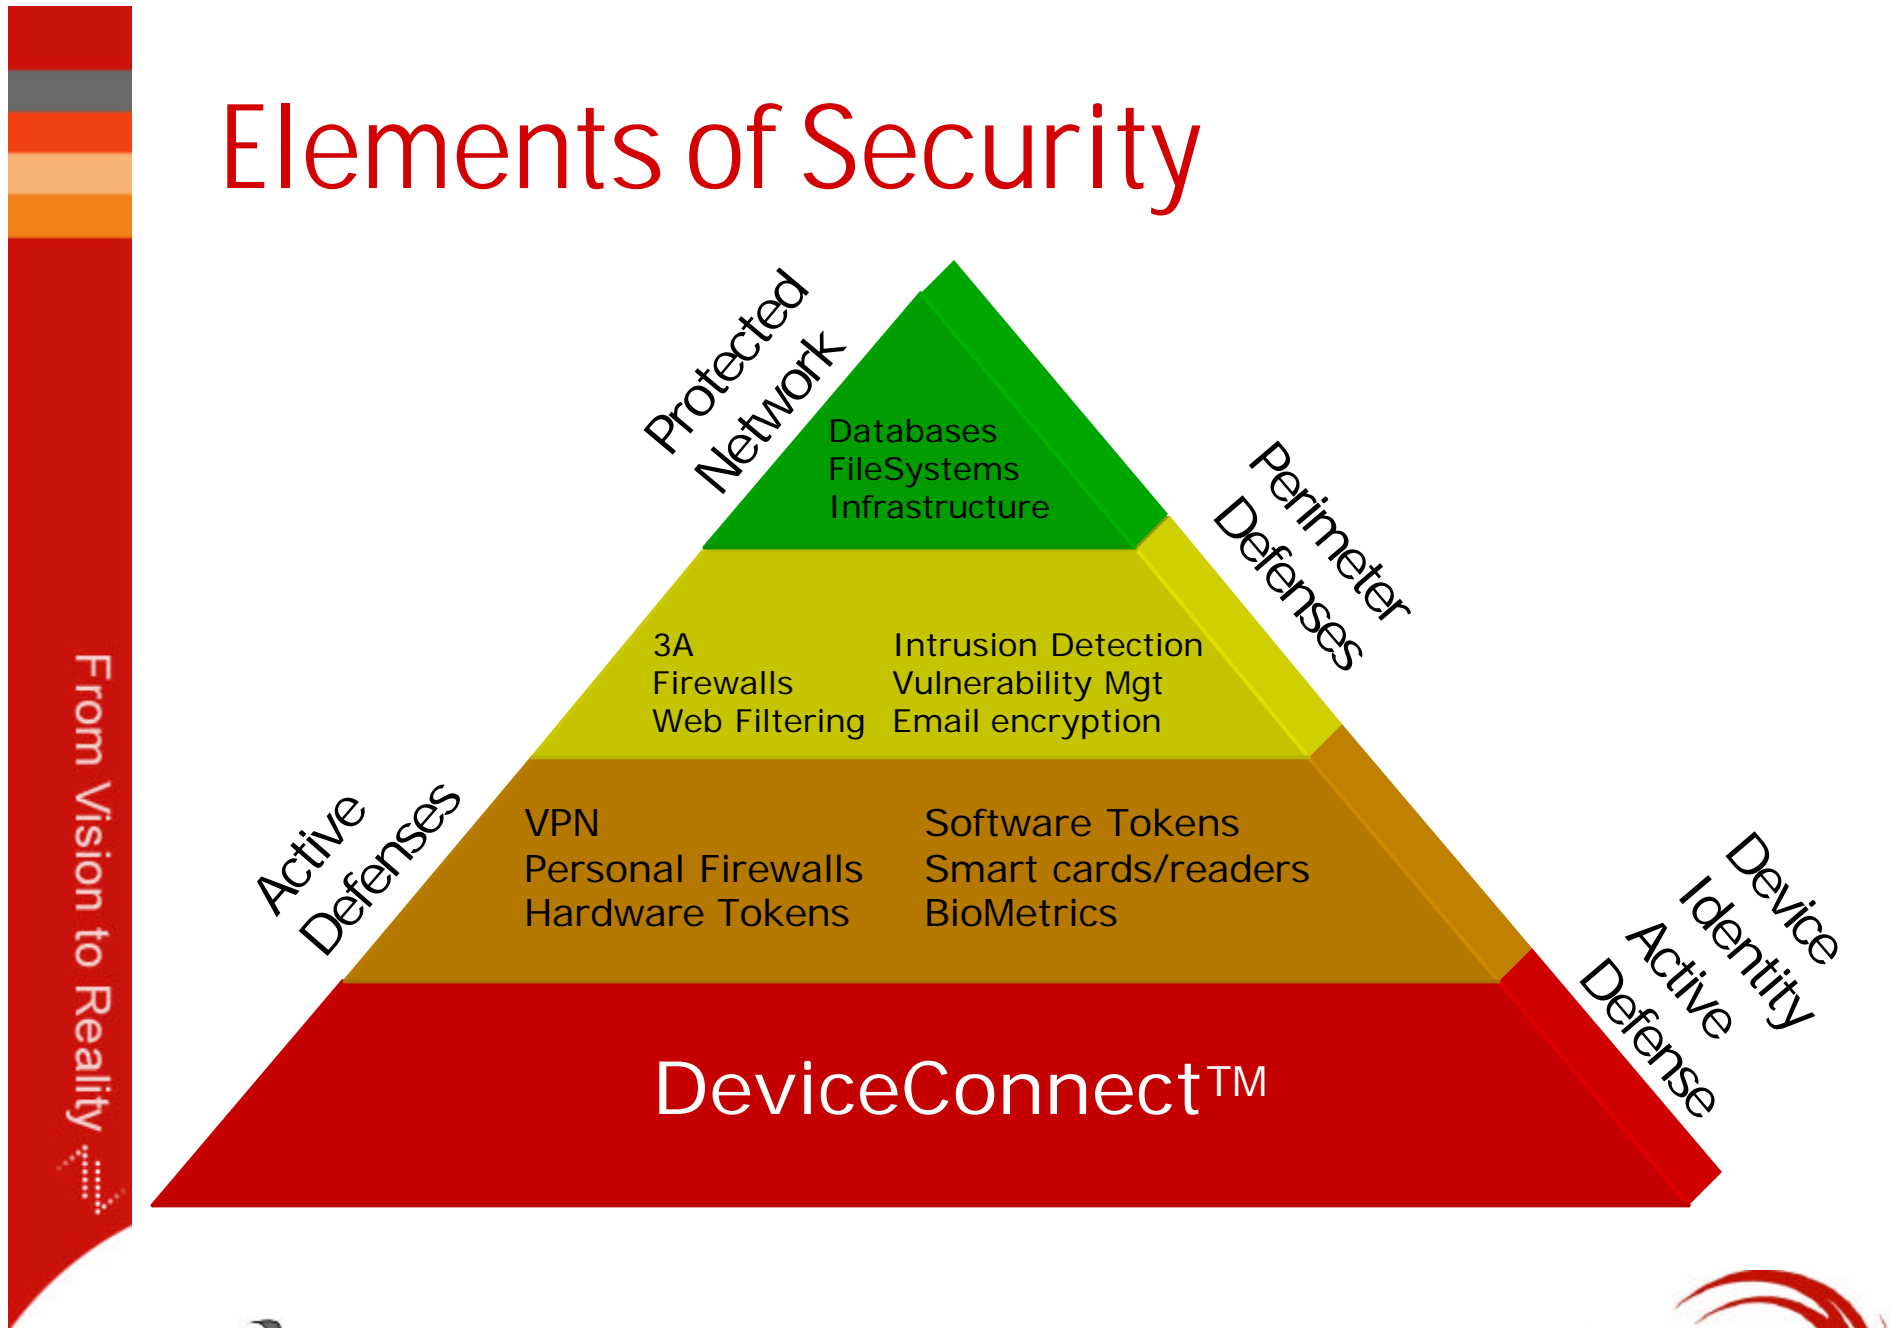 Elements of Security
Protected
Network
Databases
FileSystems
Infrastructure
Perimeter
Defenses
3A
Firewalls
Web Filtering
Intrusion Detection
Vulnerability Mgt
Email encryption
Active
Defenses
VPN
Personal Firewalls
Hardware Tokens
Software Tokens
Smart cards/readers
BioMetrics
Device
Identity
Active
Defense
DeviceConnect™
From Vision to Reality